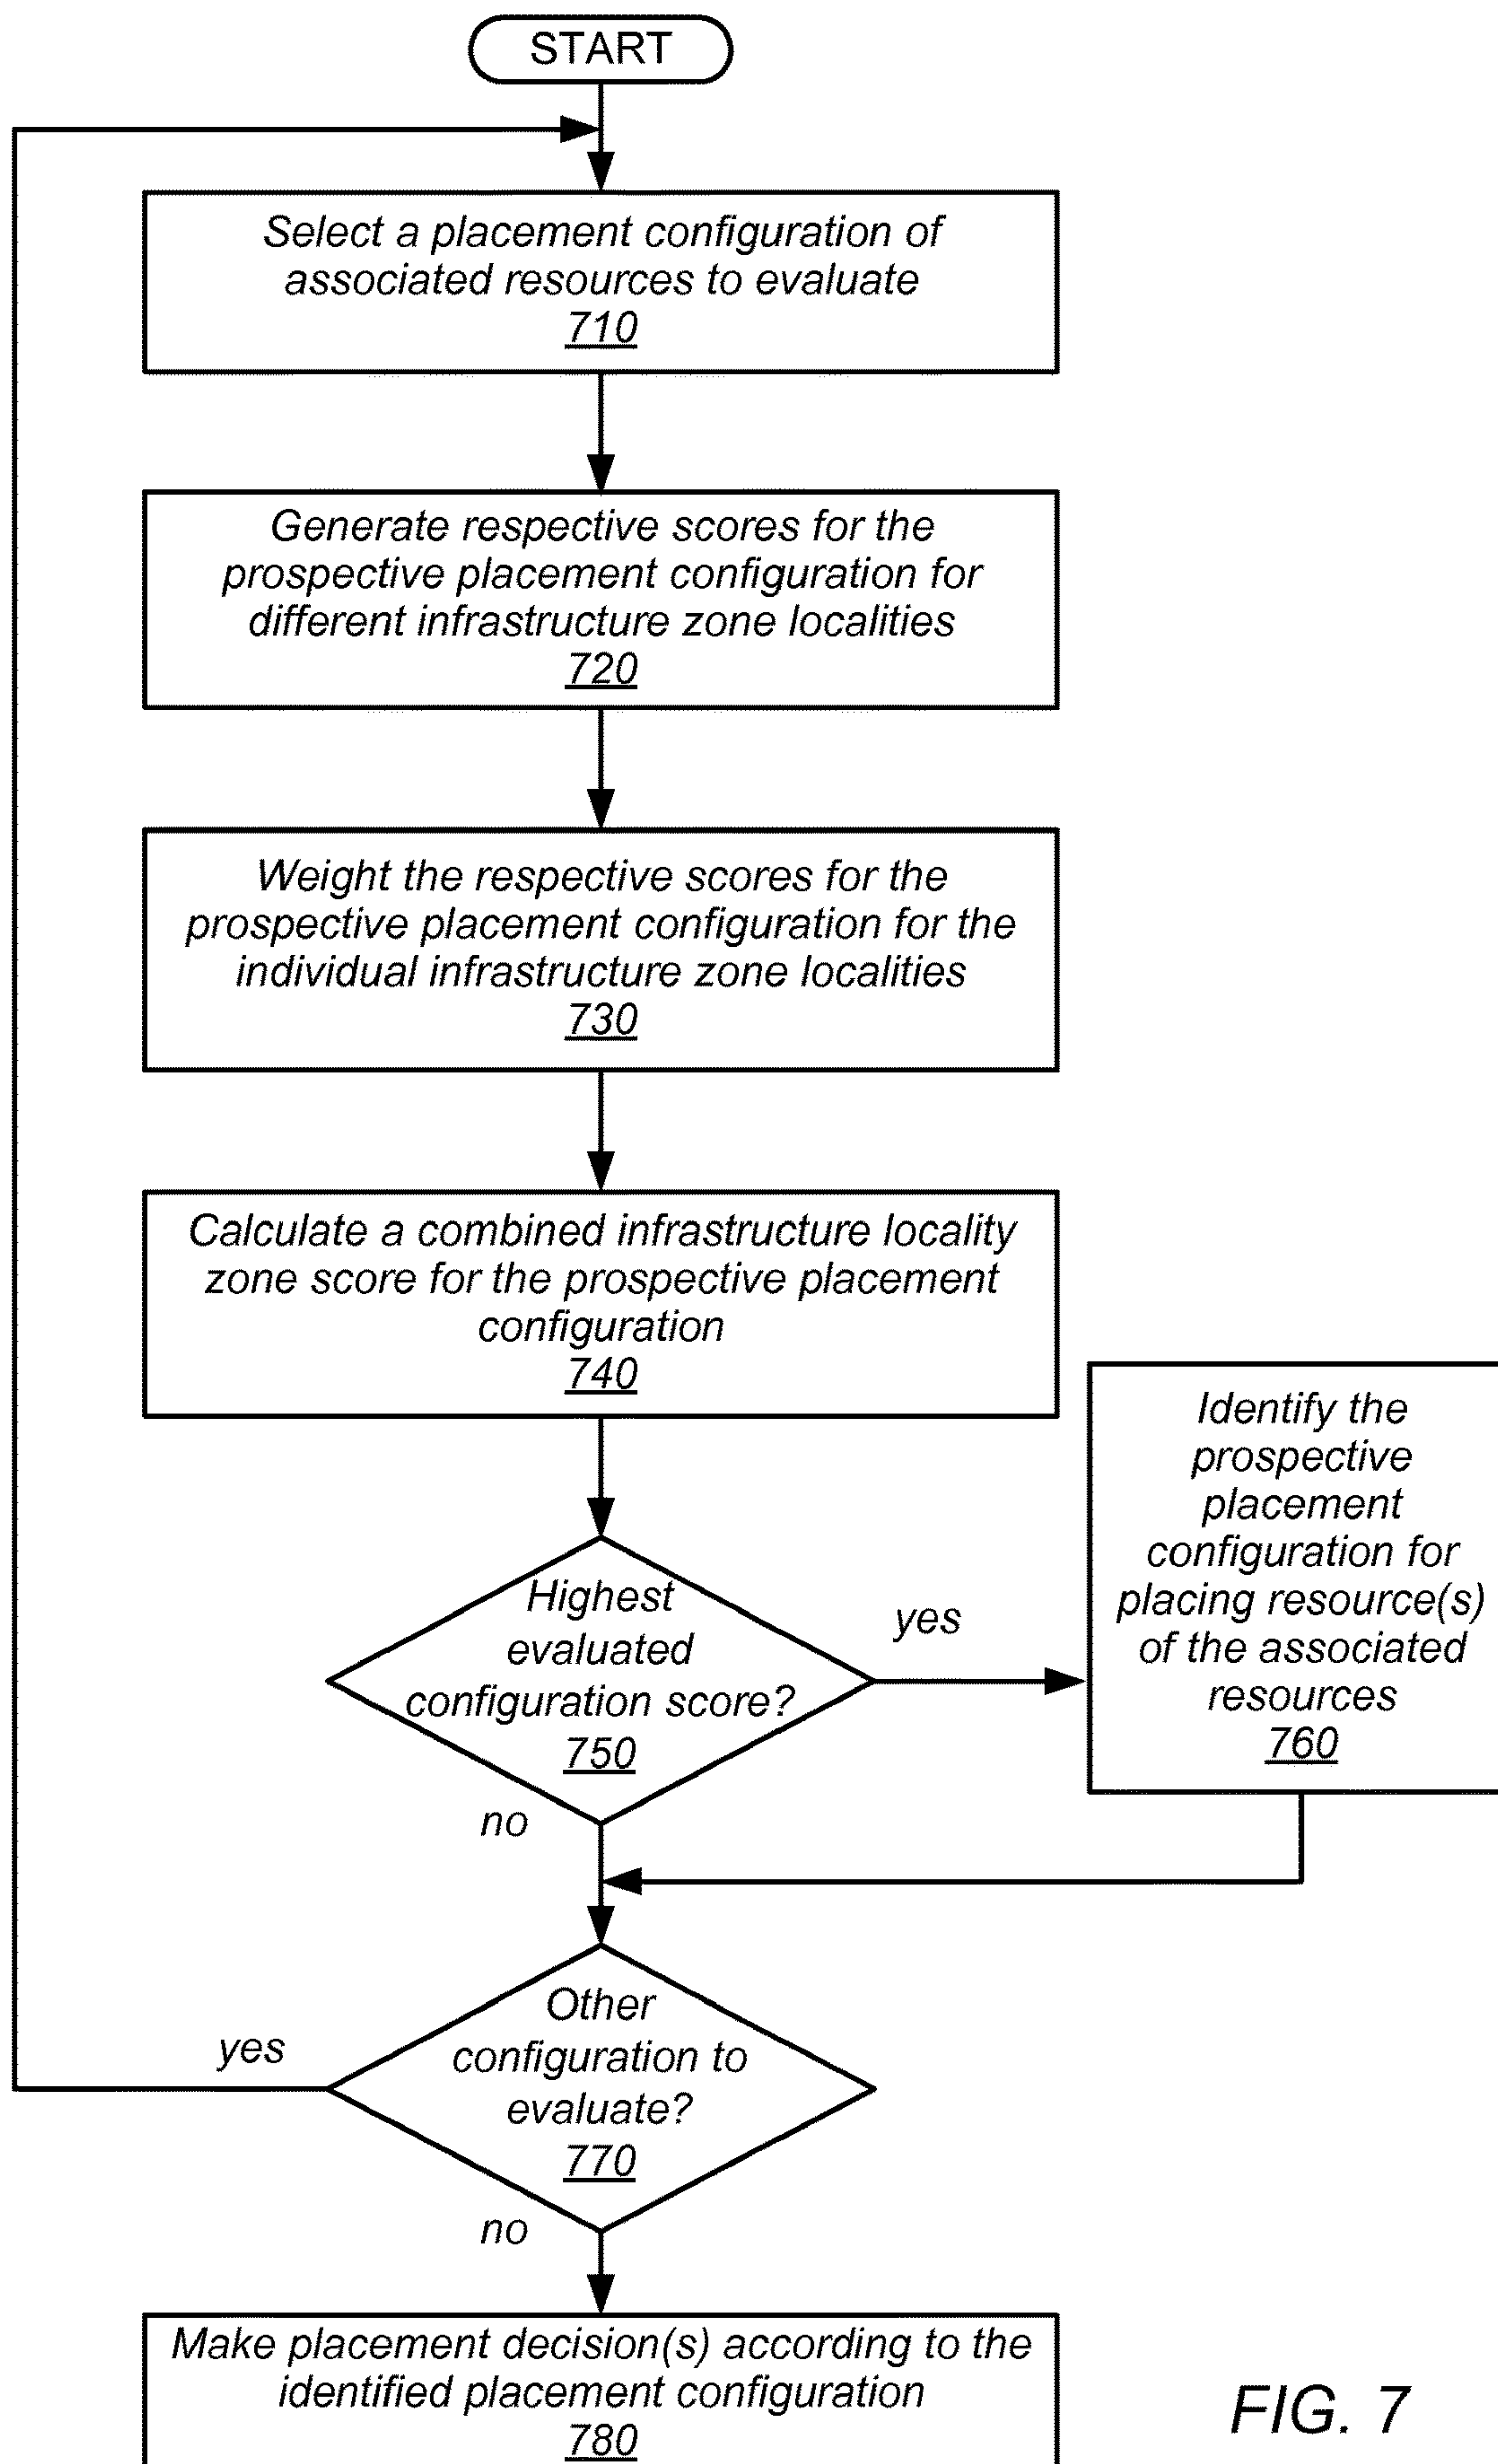 START
Select a placement configuration of
associated resources to evaluate
710
Generate respective scores for the
prospective placement configuration for
different infrastructure zone localities
720
Weight the respective scores for the
prospective placement configuration for the
individual infrastructure zone localities
730
Calculate a combined infrastructure locality
zone score for the prospective placement
configuration
740
Highest
evaluated
configuration score?
750
yes
no
Identify the
prospective
placement
configuration for
placing resource(s)
of the associated
resources
760
Other
configuration to
evaluate?
770
yes
no
Make placement decision(s) according to the
identified placement configuration
780
FIG. 7